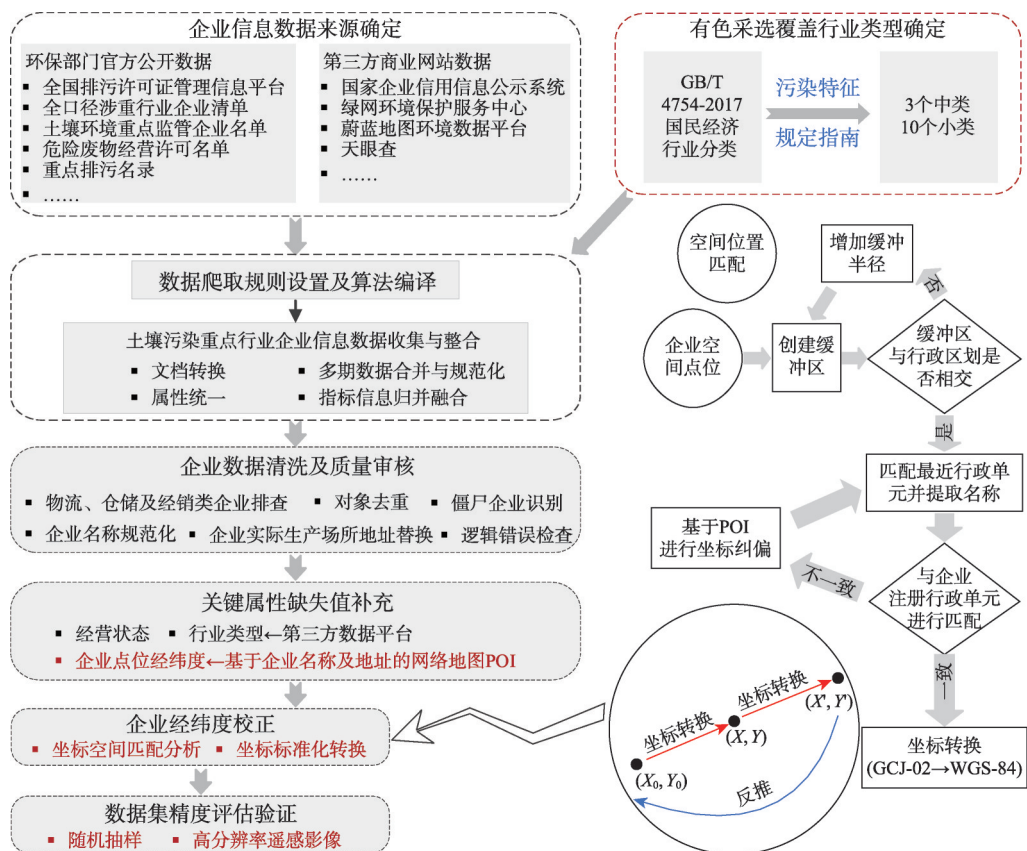 企业信息数据来源确定
环保部门官方公开数据
▪ 全国排污许可证管理信息平台
▪ 全口径涉重行业企业清单
▪ 土壤环境重点监管企业名单
▪ 危险废物经营许可名单
▪ 重点排污名录
▪ ……
第三方商业网站数据
▪ 国家企业信用信息公示系统
▪ 绿网环境保护服务中心
▪ 蔚蓝地图环境数据平台
▪ 天眼查
▪ ……
有色采选覆盖行业类型确定
GB/T
4754-2017
国民经济
行业分类
污染特征
规定指南
3个中类
10个小类
数据爬取规则设置及算法编译
土壤污染重点行业企业信息数据收集与整合
▪ 文档转换 ▪ 多期数据合并与规范化
▪ 属性统一 ▪ 指标信息归并融合
企业数据清洗及质量审核
▪ 物流、仓储及经销类企业排查 ▪ 对象去重 ▪ 僵尸企业识别
▪ 企业名称规范化 ▪ 企业实际生产场所地址替换 ▪ 逻辑错误检查
关键属性缺失值补充
▪ 经营状态 ▪ 行业类型←第三方数据平台
▪ 企业点位经纬度←基于企业名称及地址的网络地图POI
企业经纬度校正
▪ 坐标空间匹配分析 ▪ 坐标标准化转换
数据集精度评估验证
▪ 随机抽样 ▪ 高分辨率遥感影像
空间位置
匹配
增加缓冲
半径
否
企业空
间点位
创建缓
冲区
缓冲区
与行政区划是
否相交
是
匹配最近行政单
元并提取名称
基于POI
进行坐标纠偏
不一致
与企业
注册行政单元
进行匹配
一致
坐标转换
(GCJ-02→WGS-84)
坐标转换
(X', Y')
坐标转换
(X, Y)
(X₀, Y₀)
反推